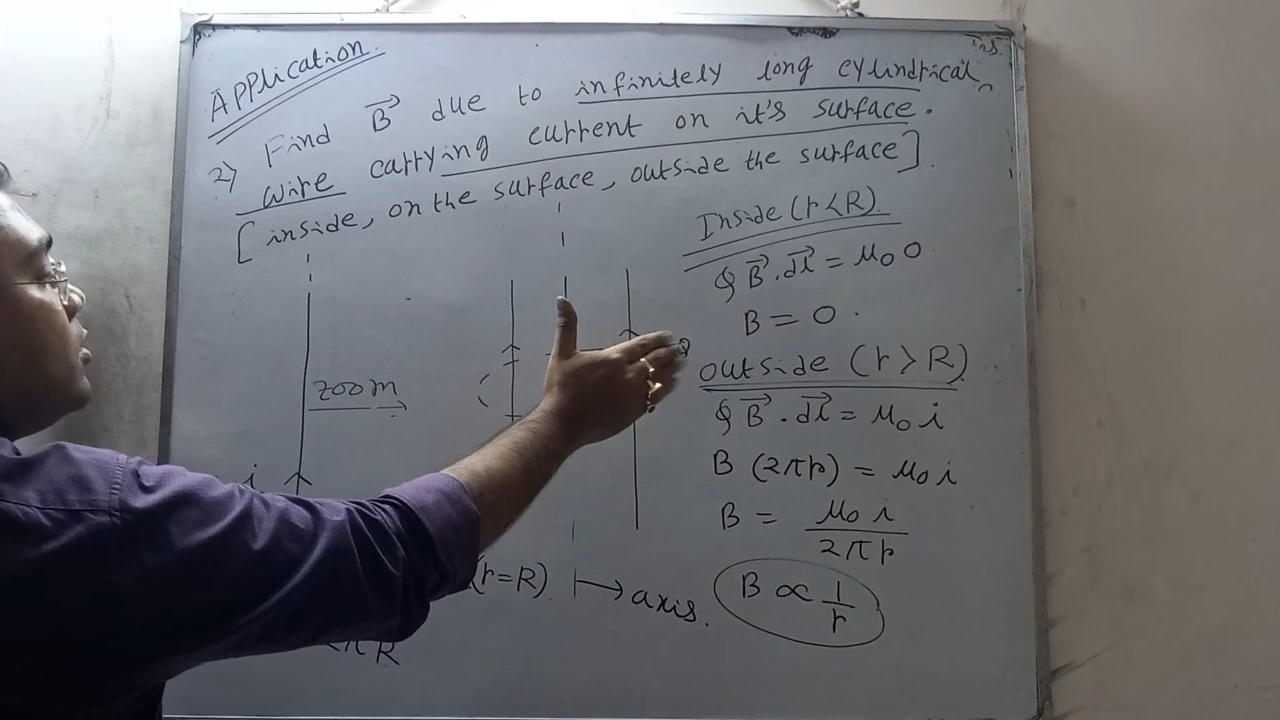 Application.
2) Find B⃗ due to infinitely long cylindrical
wire carrying current on it's surface.
[inside, on the surface, outside the surface].
zoom
i
(r=R)
πR
axis.
Inside (r<R)
∮ B⃗.dl⃗ = μ₀ 0
B = 0.
outside (r>R)
∮ B⃗.dl⃗ = μ₀ i
B (2πr) = μ₀ i
B = μ₀ i / 2πr
B ∝ 1/r